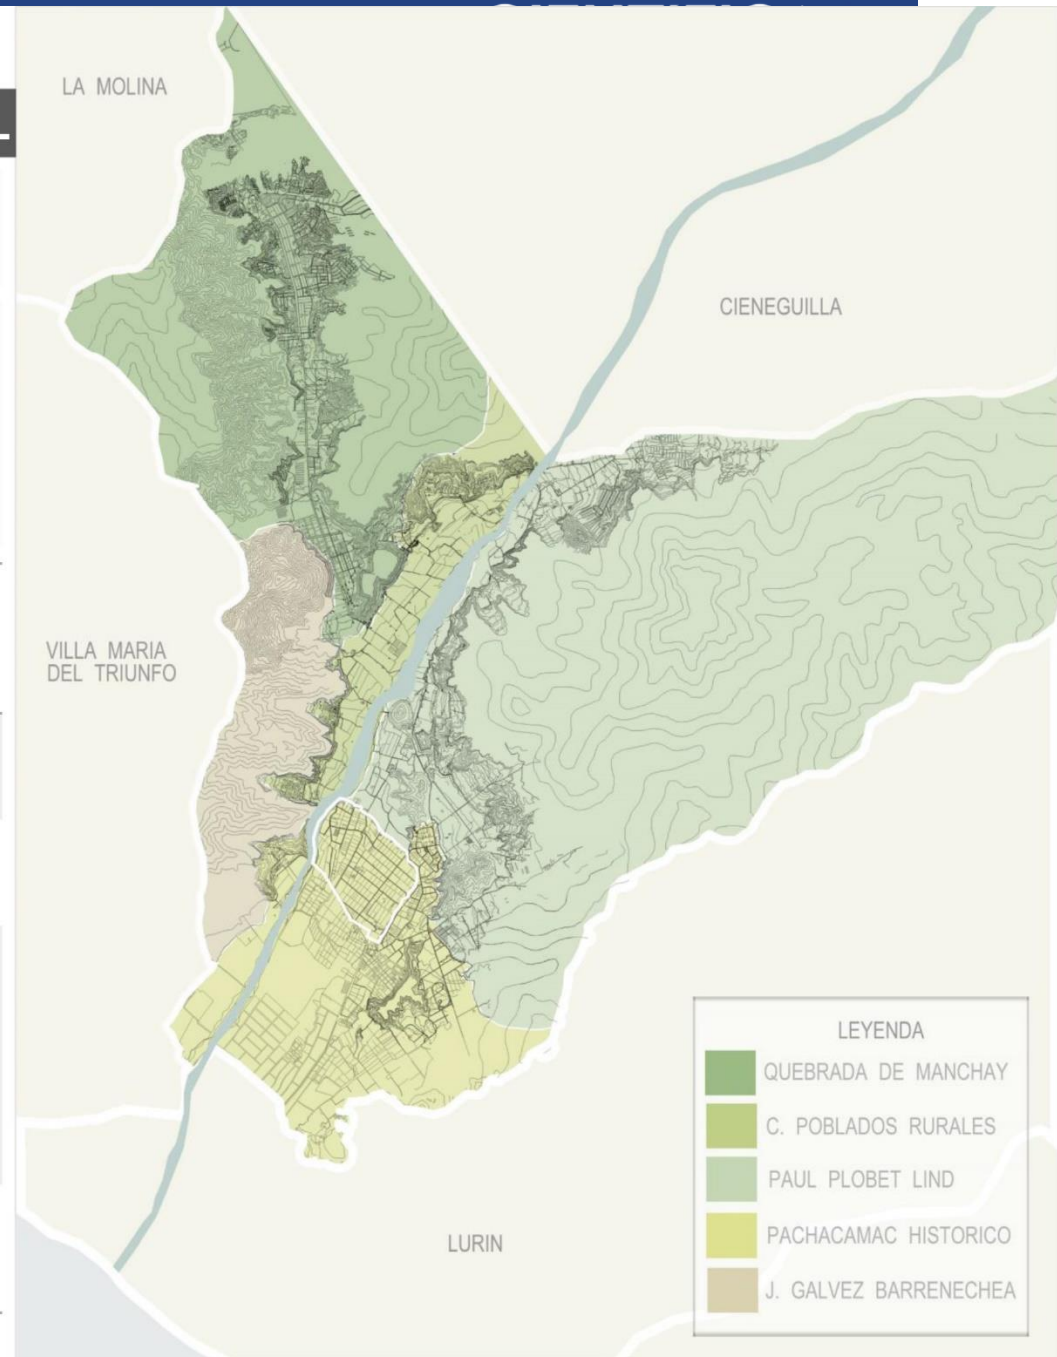 LA MOLINA
CIENEGUILLA
VILLA MARIA
DEL TRIUNFO
LURIN
LEYENDA
QUEBRADA DE MANCHAY
C. POBLADOS RURALES
PAUL PLOBET LIND
PACHACAMAC HISTORICO
J. GALVEZ BARRENECHEA